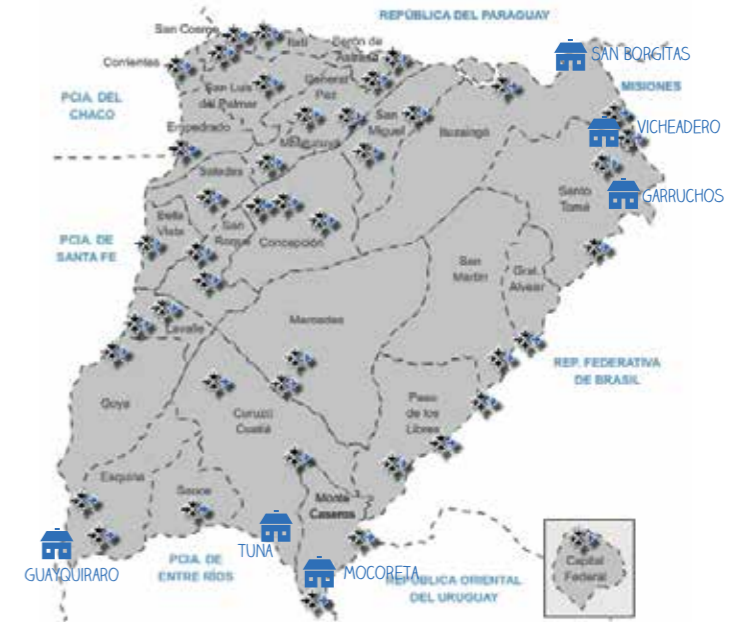 REPÚBLICA DEL PARAGUAY
San Cosme
Itatí
Berón de
Astrada
Corrientes
San Luis
del Palmar
General
Paz
SAN BORGITAS
MISIONES
PCIA. DEL
CHACO
Empedrado
San
Miguel
Ituzaingó
VICHEADERO
Mburucuyá
Saladas
Santo
Tomé
GARRUCHOS
Bella
Vista
San
Roque
Concepción
PCIA. DE
SANTA FE
San
Martín
Gral.
Alvear
Lavalle
Mercedes
REP. FEDERATIVA
DE BRASIL
Goya
Curuzú
Cuatiá
Paso
de los
Libres
Esquina
Sauce
Monte
Caseros
GUAYQUIRARO
TUNA
PCIA. DE
ENTRE RÍOS
MOCORETA
REPÚBLICA ORIENTAL
DEL URUGUAY
Capital
Federal